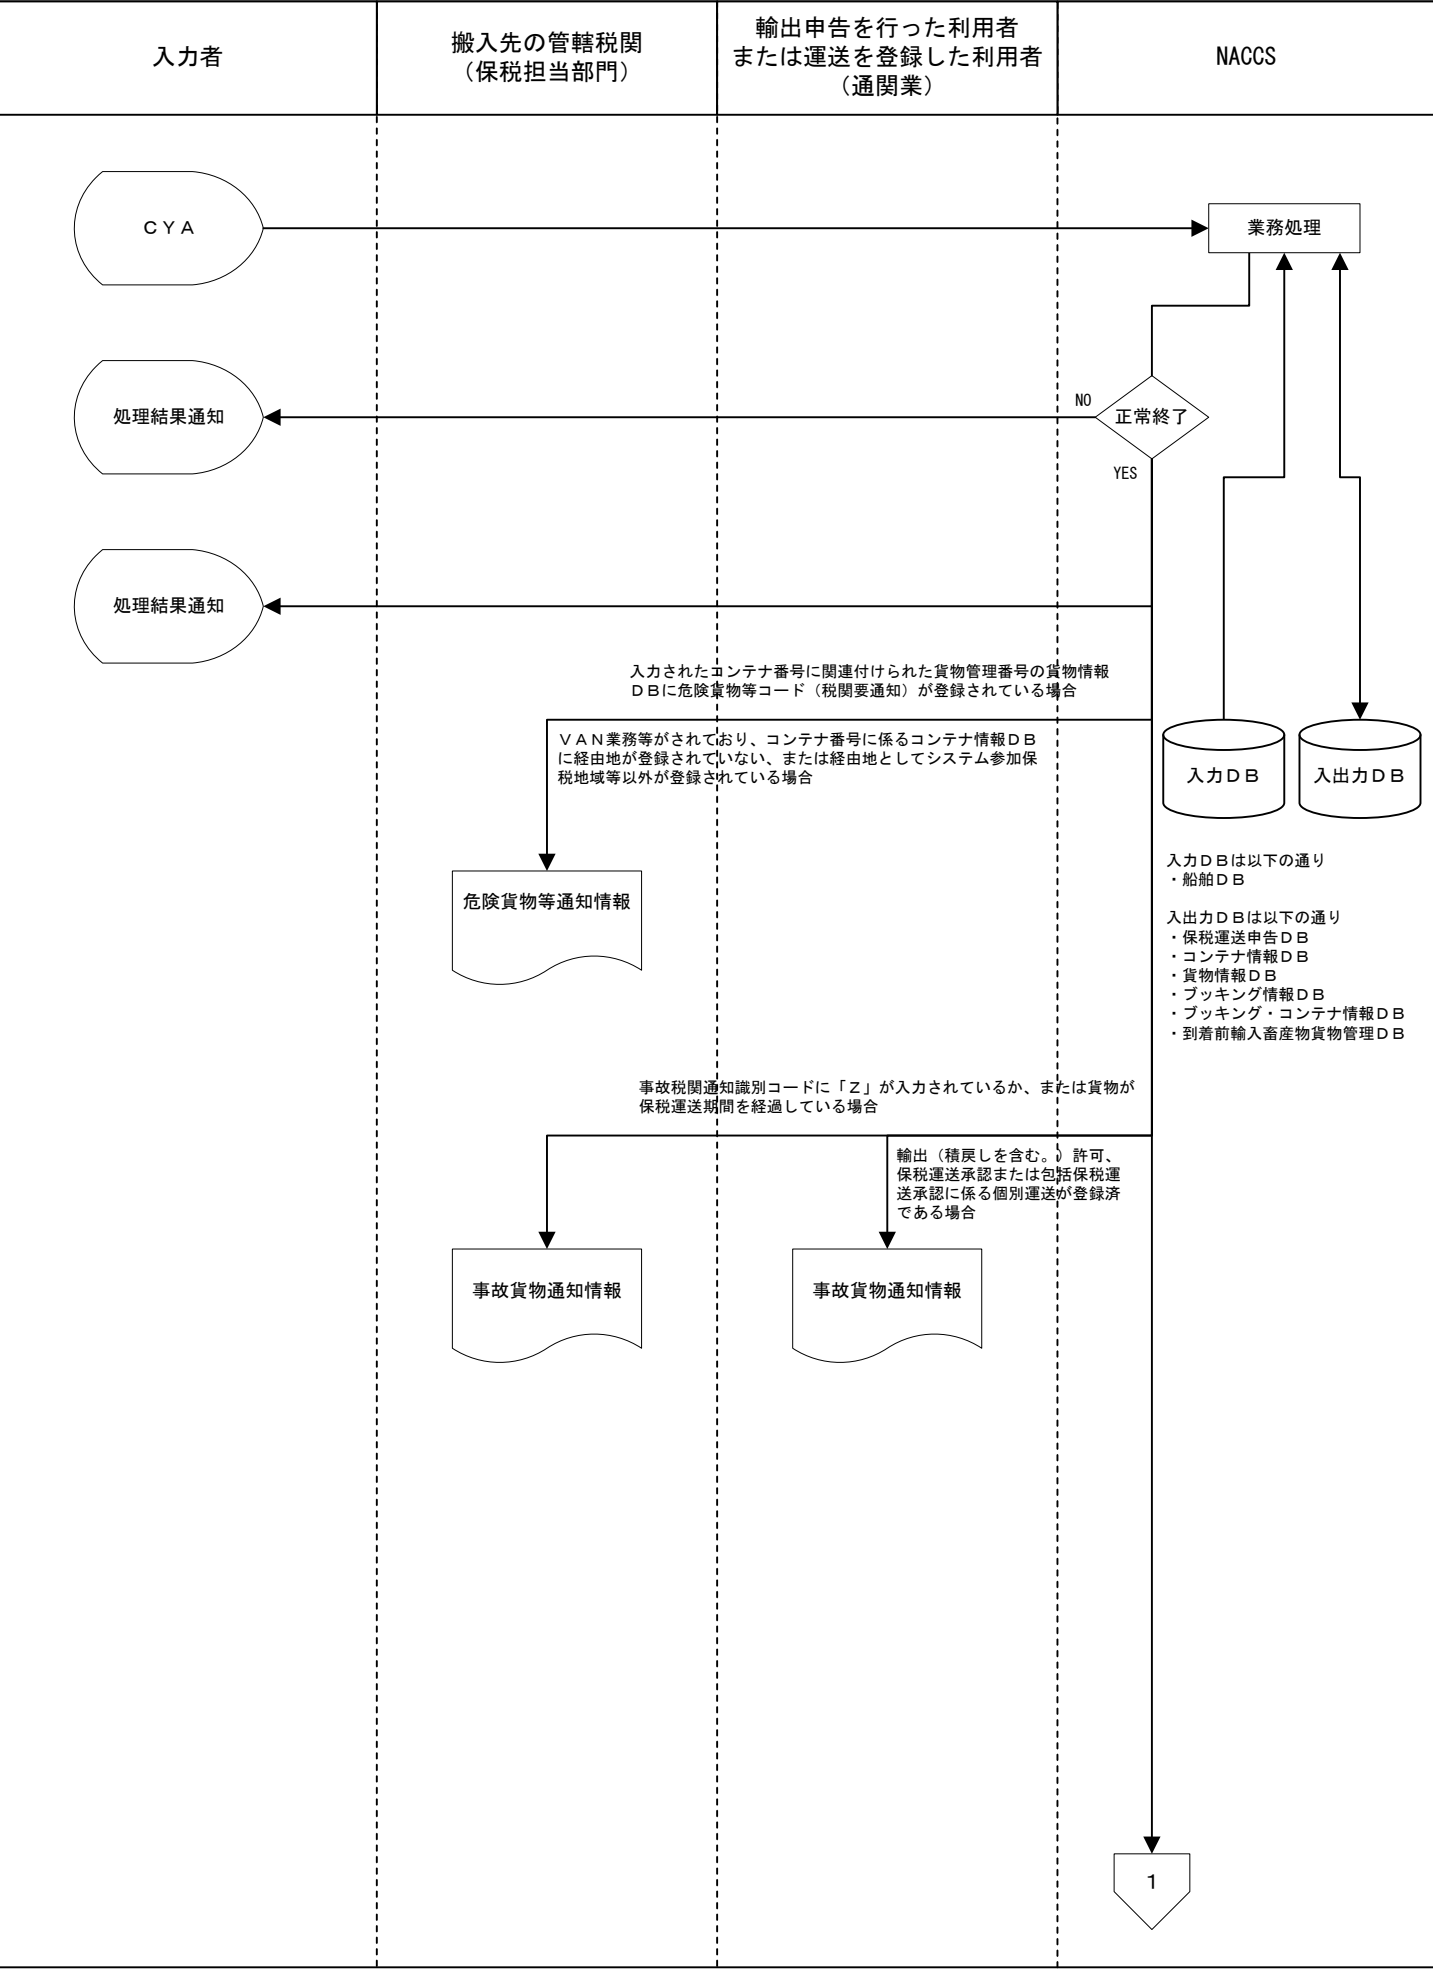 入力者
搬入先の管轄税関
（保税担当部門）
輸出申告を行った利用者
または運送を登録した利用者
（通関業）
NACCS
ＣＹＡ
業務処理
処理結果通知
NO
正常終了
YES
処理結果通知
入力されたコンテナ番号に関連付けられた貨物管理番号の貨物情報
ＤＢに危険貨物等コード（税関要通知）が登録されている場合
ＶＡＮ業務等がされており、コンテナ番号に係るコンテナ情報ＤＢ
に経由地が登録されていない、または経由地としてシステム参加保
税地域等以外が登録されている場合
入力ＤＢ
入出力ＤＢ
危険貨物等通知情報
入力ＤＢは以下の通り
・船舶ＤＢ
入出力ＤＢは以下の通り
・保税運送申告ＤＢ
・コンテナ情報ＤＢ
・貨物情報ＤＢ
・ブッキング情報ＤＢ
・ブッキング・コンテナ情報ＤＢ
・到着前輸入畜産物貨物管理ＤＢ
事故税関通知識別コードに「Ｚ」が入力されているか、または貨物が
保税運送期間を経過している場合
輸出（積戻しを含む。）許可、
保税運送承認または包括保税運
送承認に係る個別運送が登録済
である場合
事故貨物通知情報
事故貨物通知情報
１